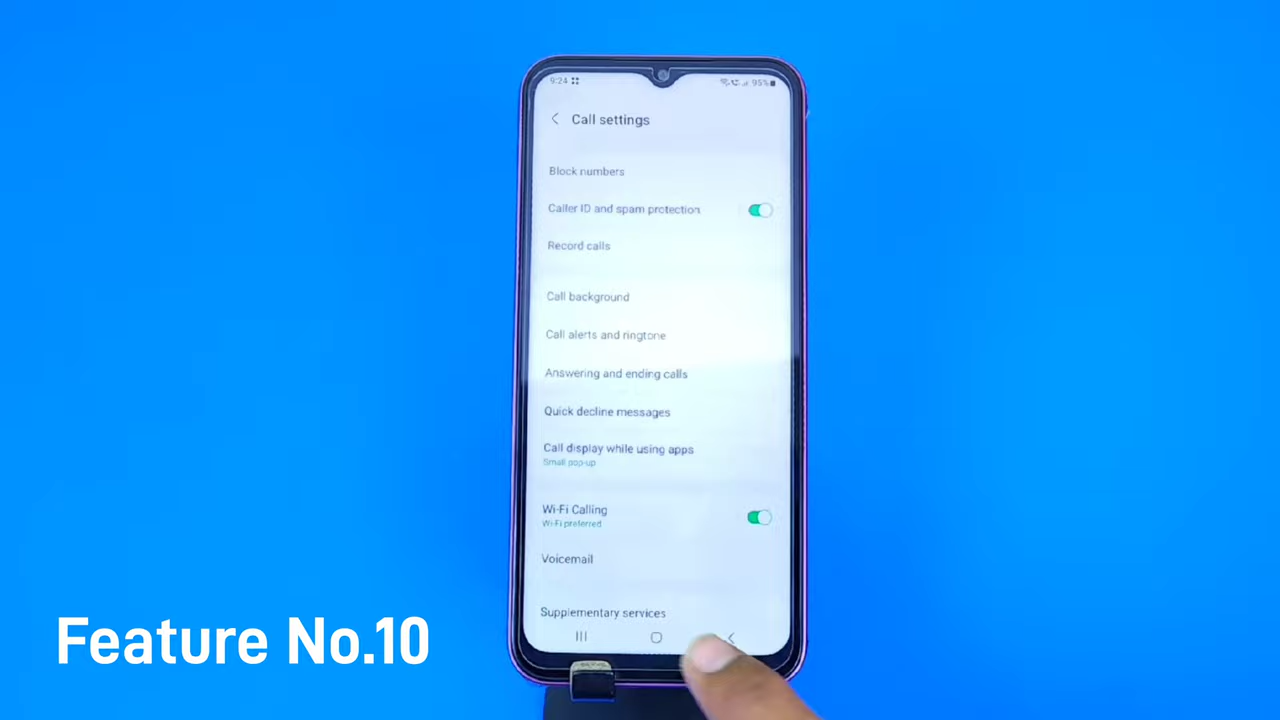 9:24
95%
Call settings
Block numbers
Caller ID and spam protection
Record calls
Call background
Call alerts and ringtone
Answering and ending calls
Quick decline messages
Call display while using apps
Small pop-up
Wi-Fi Calling
Wi-Fi preferred
Voicemail
Supplementary services
Feature No.10